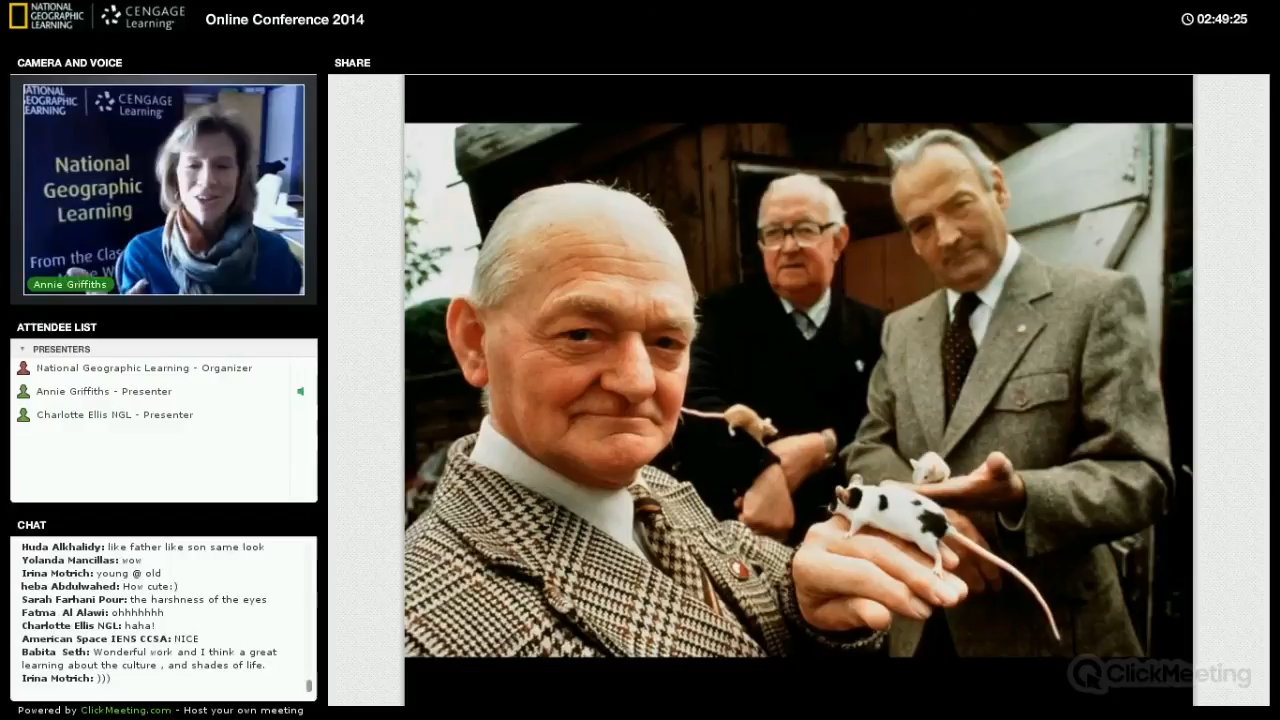 NATIONAL
GEOGRAPHIC
LEARNING
CENGAGE
Learning
Online Conference 2014
02:49:25
CAMERA AND VOICE
SHARE
CENGAGE
Learning
National
Geographic
Learning
From the Clas
Annie Griffiths
ATTENDEE LIST
PRESENTERS
National Geographic Learning - Organizer
Annie Griffiths - Presenter
Charlotte Ellis NGL - Presenter
CHAT
Huda Alkhalidy: like father like son same look
Yolanda Mancillas: wow
Irina Motrich: young @ old
heba Abdulwahed: How cute:)
Sarah Farhani Pour: the harshness of the eyes
Fatma Al Alawi: ohhhhhhh
Charlotte Ellis NGL: haha!
American Space IENS CCSA: NICE
Babita Seth: Wonderful work and I think a great
learning about the culture , and shades of life.
Irina Motrich: )))
Powered by ClickMeeting.com - Host your own meeting
ClickMeeting